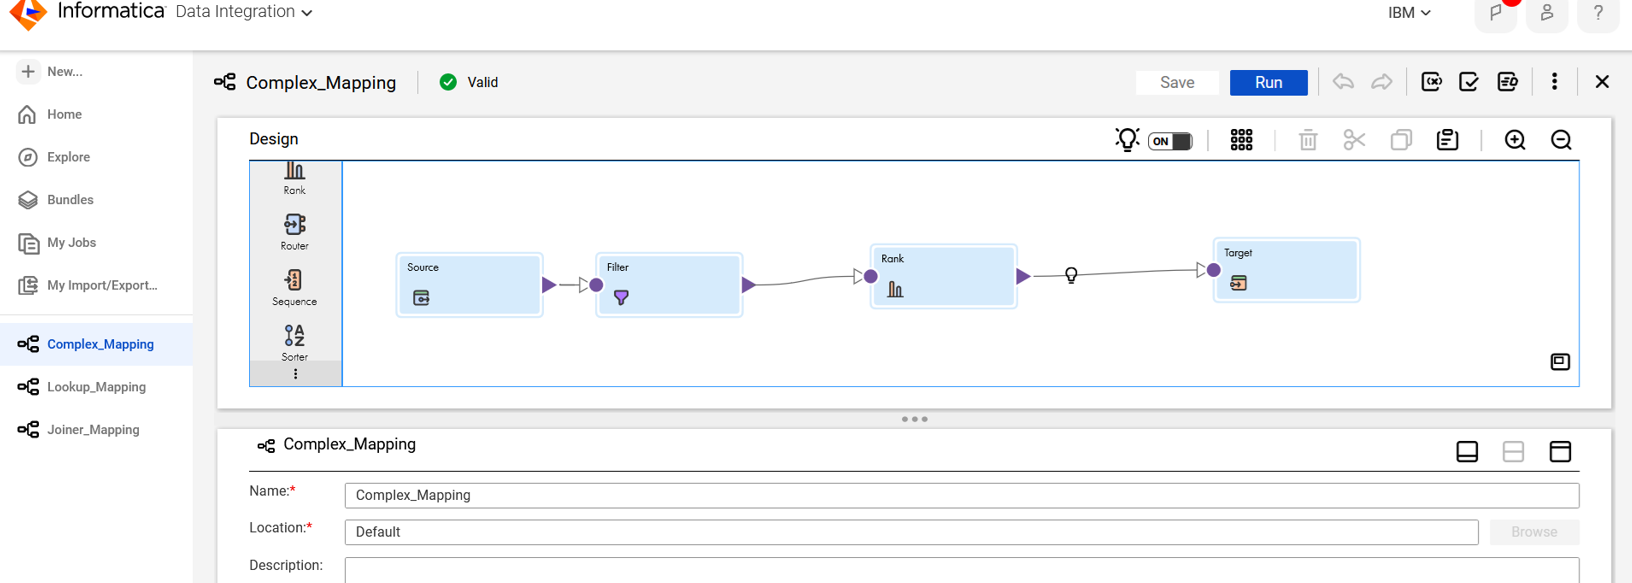 Informatica Data Integration
IBM
?
New...
Home
Explore
Bundles
My Jobs
My Import/Export...
Complex_Mapping
Lookup_Mapping
Joiner_Mapping
Complex_Mapping
Valid
Save
Run
Design
ON
Rank
Router
Sequence
Sorter
Source
Filter
Rank
Target
Complex_Mapping
Name:*
Complex_Mapping
Location:*
Default
Browse
Description: